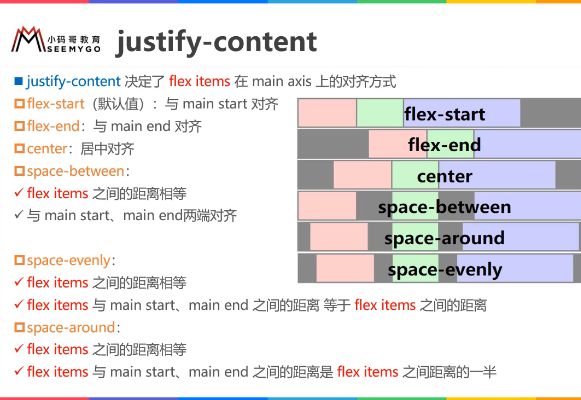 小码哥教育
SEEMYGO
justify-content
justify-content 决定了 flex items 在 main axis 上的对齐方式
flex-start（默认值）：与 main start 对齐
flex-end：与 main end 对齐
center：居中对齐
space-between：
flex items 之间的距离相等
与 main start、main end两端对齐
space-evenly：
flex items 之间的距离相等
flex items 与 main start、main end 之间的距离 等于 flex items 之间的距离
space-around：
flex items 之间的距离相等
flex items 与 main start、main end 之间的距离是 flex items 之间距离的一半
flex-start
flex-end
center
space-between
space-around
space-evenly